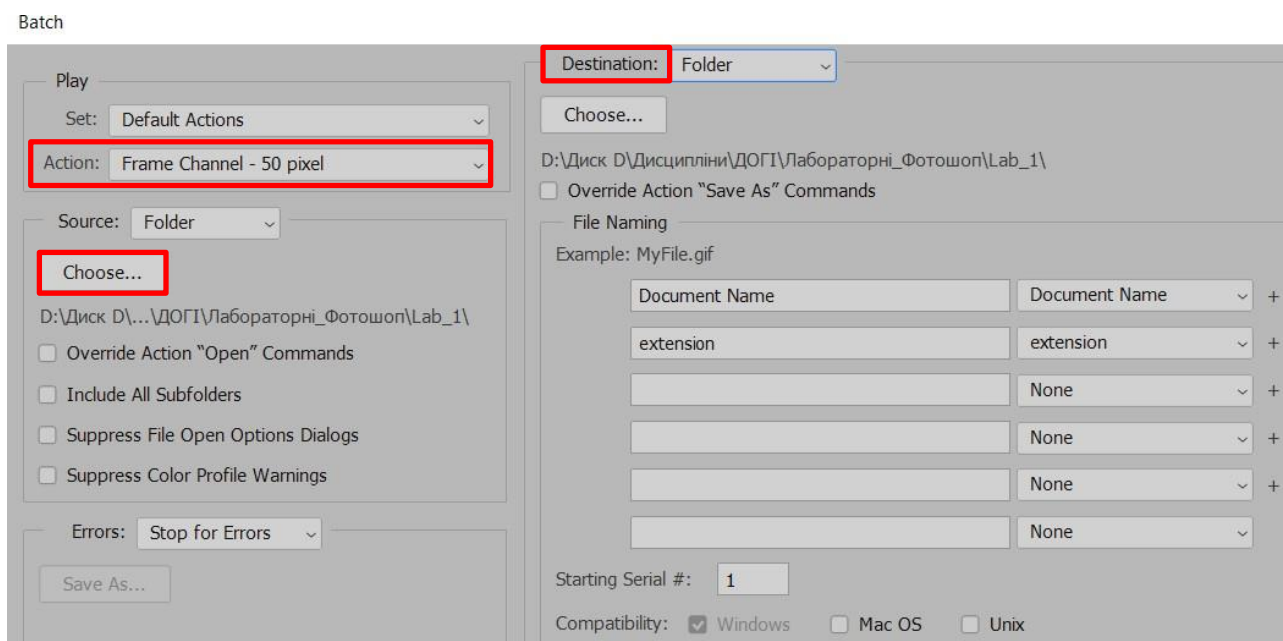 Batch
Play
Set: Default Actions
Action: Frame Channel - 50 pixel
Source: Folder
Choose...
D:\Диск D\...\ДОГІ\Лабораторні_Фотошоп\Lab_1\
Override Action “Open” Commands
Include All Subfolders
Suppress File Open Options Dialogs
Suppress Color Profile Warnings
Errors: Stop for Errors
Save As...
Destination: Folder
Choose...
D:\Диск D\Дисципліни\ДОГІ\Лабораторні_Фотошоп\Lab_1\
Override Action “Save As” Commands
File Naming
Example: MyFile.gif
Document Name Document Name +
extension extension +
None +
None +
None +
None
Starting Serial #: 1
Compatibility: Windows Mac OS Unix